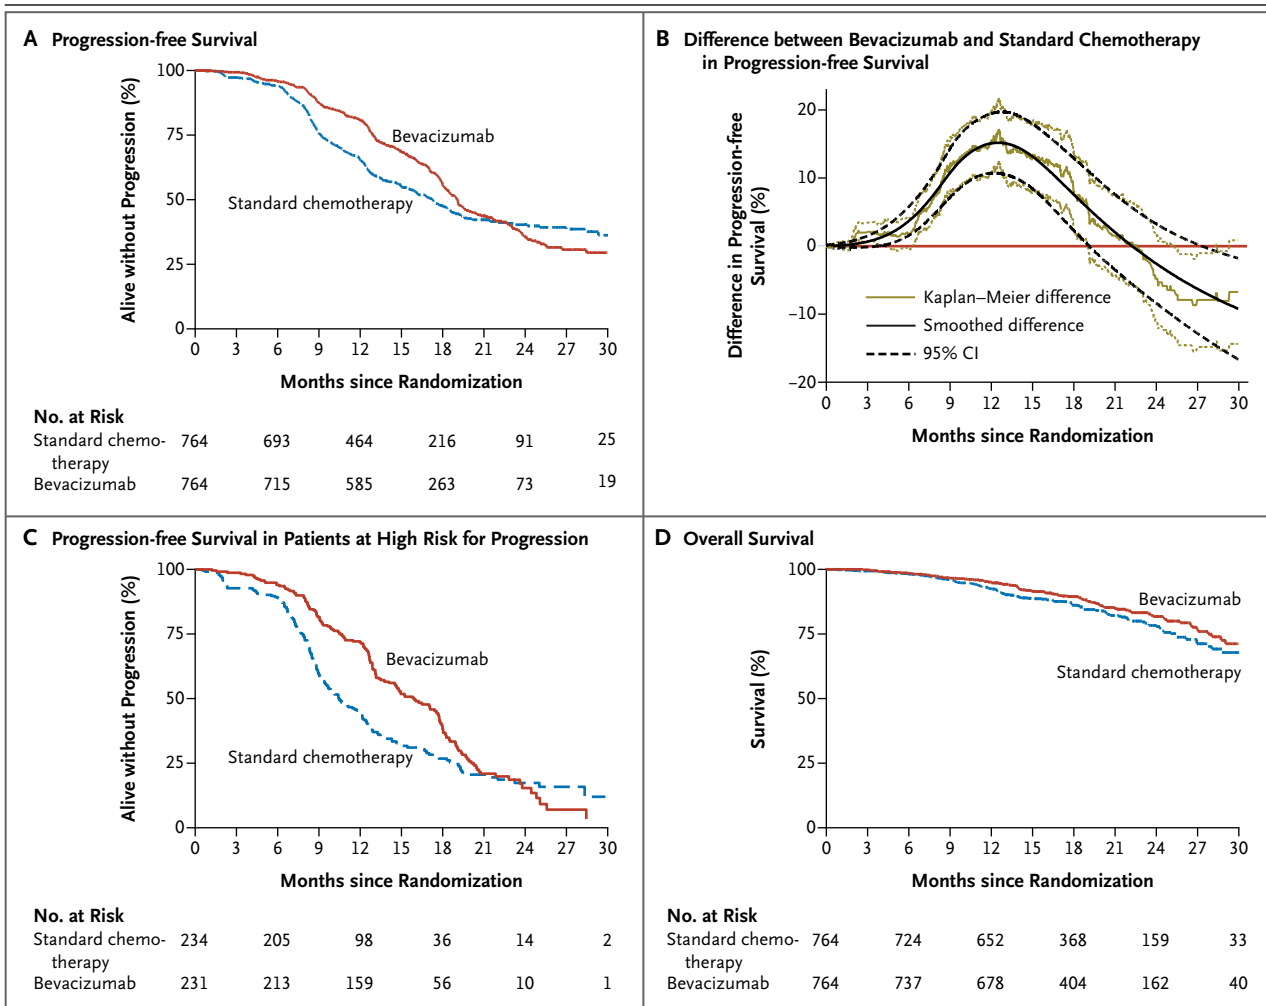 A Progression-free Survival
Alive without Progression (%)
100
75
50
25
0
Bevacizumab
Standard chemotherapy
0 3 6 9 12 15 18 21 24 27 30
Months since Randomization
No. at Risk
Standard chemo-
therapy
764 693 464 216 91 25
Bevacizumab 764 715 585 263 73 19
B Difference between Bevacizumab and Standard Chemotherapy
in Progression-free Survival
Difference in Progression-free
Survival (%)
20
10
0
–10
–20
Kaplan–Meier difference
Smoothed difference
95% CI
0 3 6 9 12 15 18 21 24 27 30
Months since Randomization
C Progression-free Survival in Patients at High Risk for Progression
Alive without Progression (%)
100
75
50
25
0
Bevacizumab
Standard chemotherapy
0 3 6 9 12 15 18 21 24 27 30
Months since Randomization
No. at Risk
Standard chemo-
therapy
234 205 98 36 14 2
Bevacizumab 231 213 159 56 10 1
D Overall Survival
Survival (%)
100
75
50
25
0
Bevacizumab
Standard chemotherapy
0 3 6 9 12 15 18 21 24 27 30
Months since Randomization
No. at Risk
Standard chemo-
therapy
764 724 652 368 159 33
Bevacizumab 764 737 678 404 162 40